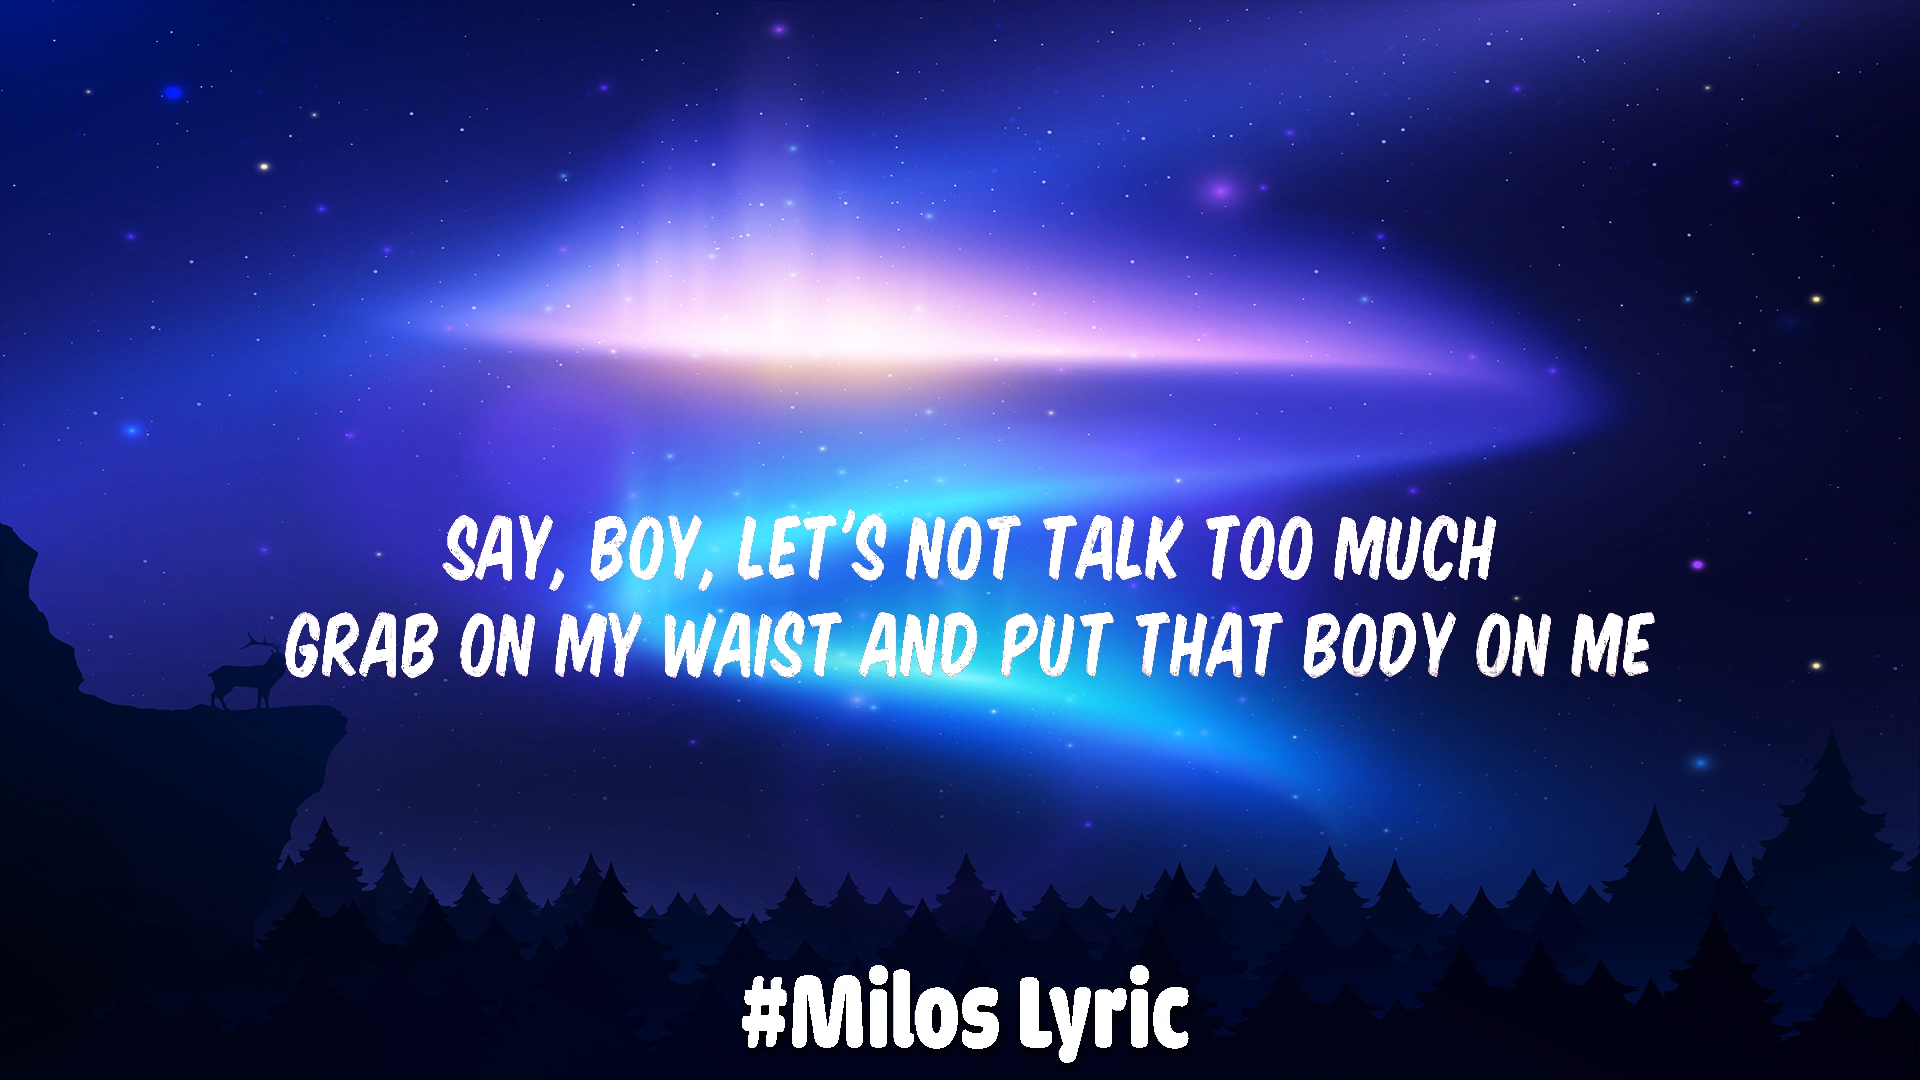 SAY, BOY, LET'S NOT TALK TOO MUCH
GRAB ON MY WAIST AND PUT THAT BODY ON ME
#Milos Lyric